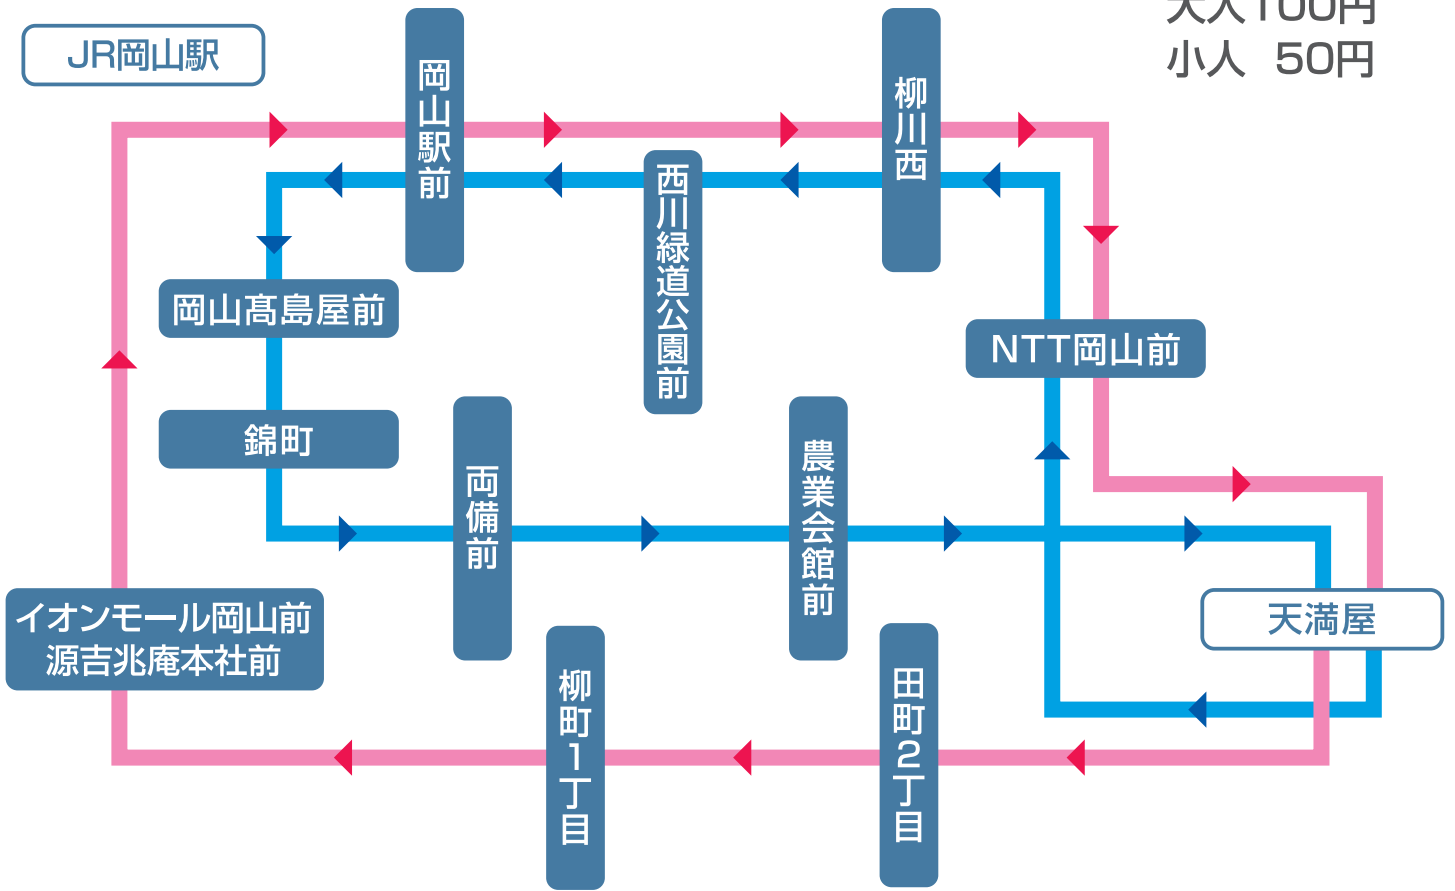 大人100円
小人 50円
JR岡山駅
岡山駅前
柳川西
西川緑道公園前
岡山髙島屋前
NTT岡山前
錦町
両備前
農業会館前
イオンモール岡山前
源吉兆庵本社前
天満屋
柳町1丁目
田町2丁目